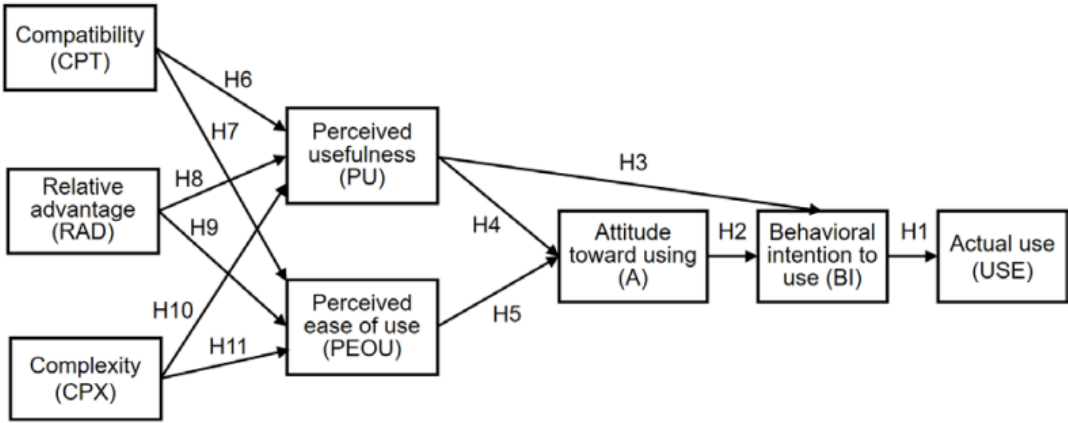 Compatibility
(CPT)
H6
H7
Perceived
usefulness
(PU)
H3
Relative
advantage
(RAD)
H8
H9
H4
Attitude
toward using
(A)
H2
Behavioral
intention to
use (BI)
H1
Actual use
(USE)
H10
Perceived
ease of use
(PEOU)
H5
H11
Complexity
(CPX)